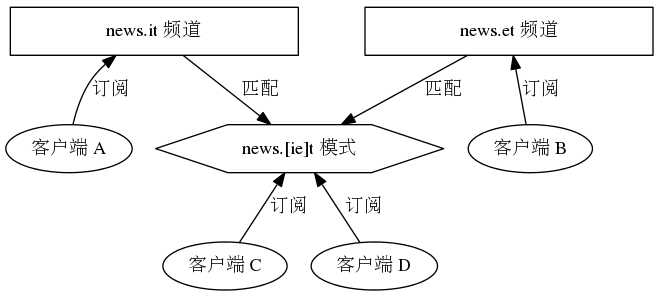 news.it 频道
news.et 频道
订阅
匹配
匹配
订阅
客户端 A
news.[ie]t 模式
客户端 B
订阅
订阅
客户端 C
客户端 D